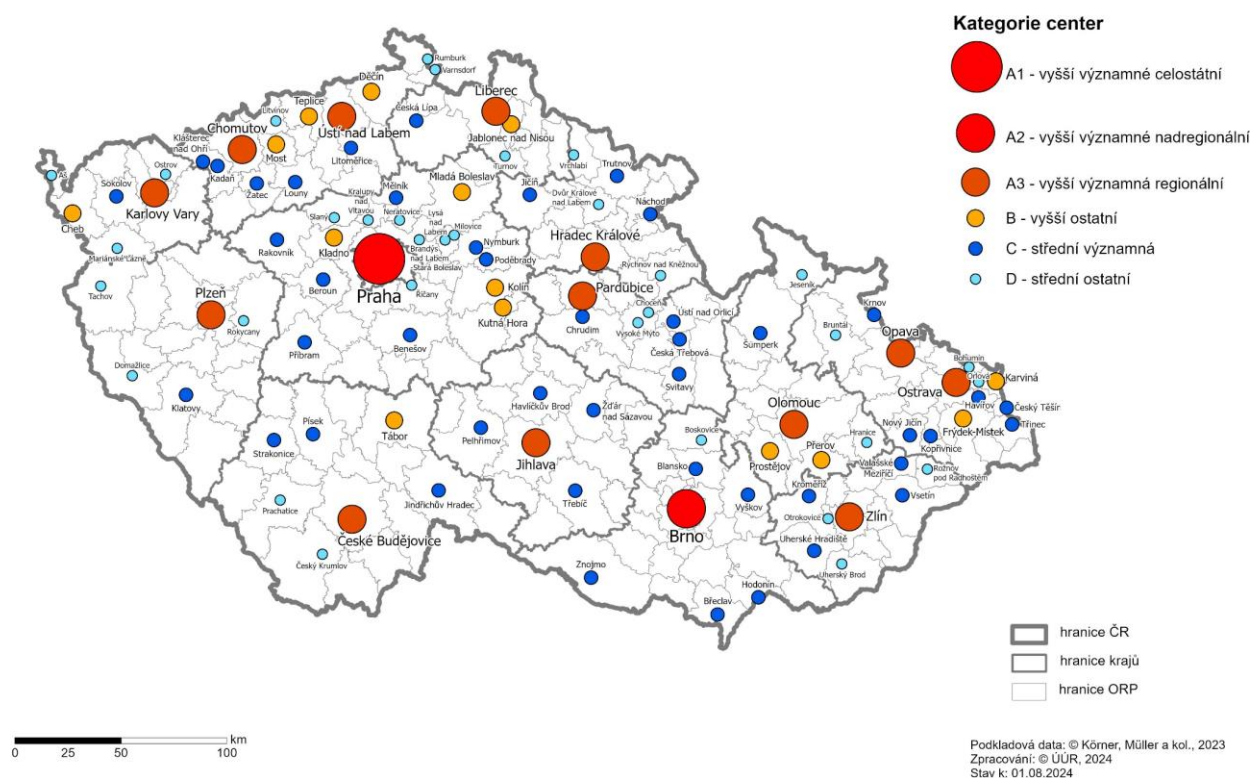 Kategorie center
A1 - vyšší významné celostátní
A2 - vyšší významné nadregionální
A3 - vyšší významná regionální
B - vyšší ostatní
C - střední významná
D - střední ostatní
Rumburk
Varnsdorf
Děčín
Liberec
Teplice
Česká Lípa
Litvínov
Chomutov
Ústí nad Labem
Jablonec nad Nisou
Klášterec
nad Ohří
Most
Litoměřice
Turnov
Vrchlabí
Trutnov
Aš
Ostrov
Kadaň
Sokolov
Žatec
Louny
Kralupy
nad
Vltavou
Mělník
Mladá Boleslav
Jičín
Dvůr Králové
nad Labem
Náchod
Karlovy Vary
Cheb
Slaný
Neratovice
Lysá
nad
Labem
Milovice
Hradec Králové
Rakovník
Kladno
Brandýs
nad Labem
Stará Boleslav
Nymburk
Poděbrady
Rychnov nad Kněžnou
Mariánské Lázně
Beroun
Praha
Říčany
Kolín
Pardubice
Jeseník
Tachov
Plzeň
Kutná Hora
Choceň
Krnov
Rokycany
Chrudim
Vysoké Mýto
Ústí nad Orlicí
Bruntál
Opava
Příbram
Benešov
Česká Třebová
Šumperk
Domažlice
Bohumín
Orlová
Karviná
Klatovy
Svitavy
Ostrava
Havířov
Český Těšín
Havlíčkův Brod
Olomouc
Třinec
Písek
Tábor
Žďár
nad Sázavou
Nový Jičín
Frýdek-Místek
Strakonice
Pelhřimov
Boskovice
Hranice
Kopřivnice
Jihlava
Prostějov
Přerov
Valašské
Meziříčí
Rožnov
pod Radhoštěm
Blansko
Kroměříž
Vsetín
Prachatice
Jindřichův Hradec
Třebíč
Vyškov
Otrokovice
Zlín
České Budějovice
Brno
Uherské Hradiště
Český Krumlov
Znojmo
Uherský Brod
Hodonín
Břeclav
hranice ČR
hranice krajů
hranice ORP
km
0 25 50 100
Podkladová data: © Körner, Müller a kol., 2023
Zpracování: © ÚÚR, 2024
Stav k: 01.08.2024